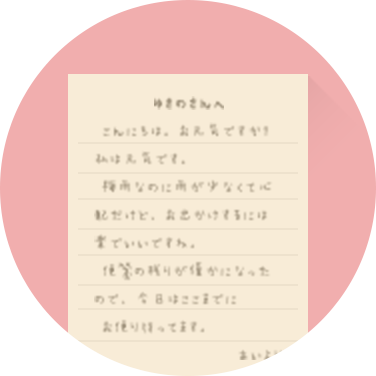 ゆきのさんへ
こんにちは。お元気ですか?
私は元気です。
梅雨なのに雨が少なくて心
配だけど、お出かけするには
楽でいいですね。
便箋の残りが僅かになった
ので、今日はここまでに
お便り待ってます。